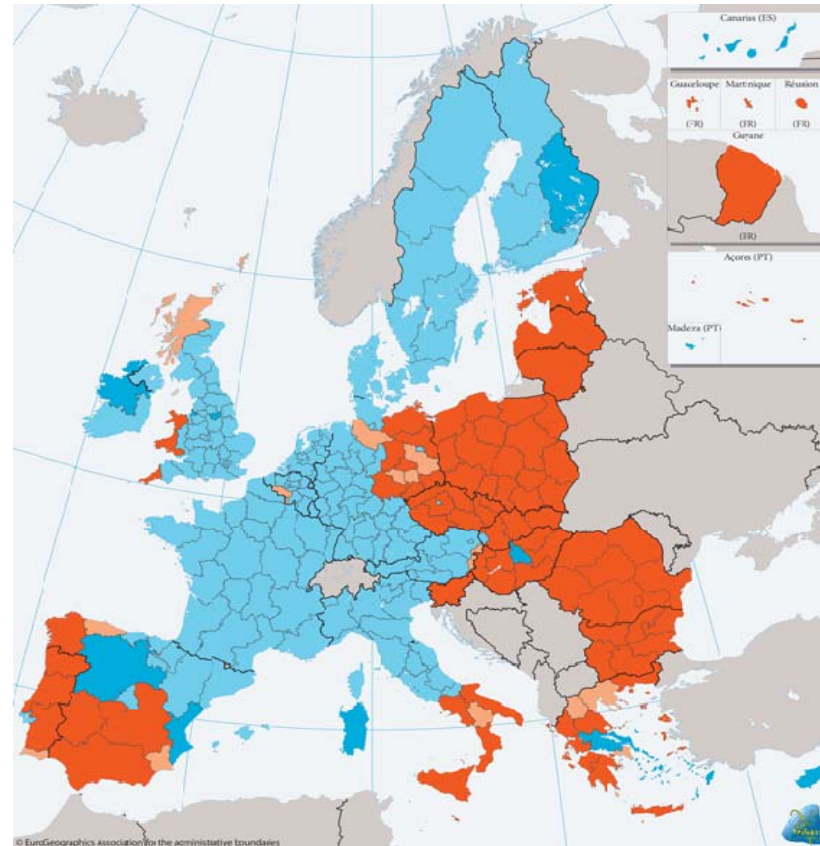 Canarias (ES)
Guadeloupe
Martinique
Réunion
(FR)
(FR)
(FR)
Guyane
(FR)
Açores (PT)
Madeira (PT)
© EuroGeographics Association for the administrative boundaries